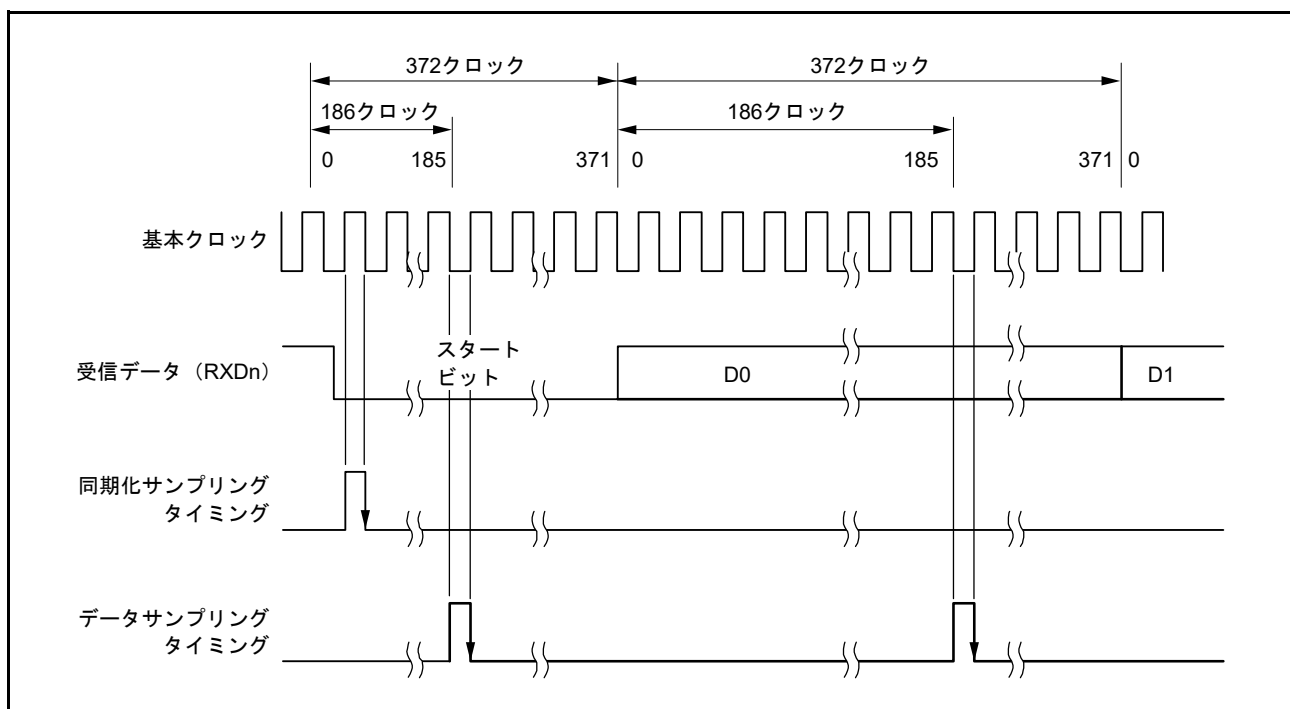 372クロック
372クロック
186クロック
186クロック
0
185
371
0
185
371
0
基本クロック
受信データ（RXDn）
スタート
ビット
D0
D1
同期化サンプリング
タイミング
データサンプリング
タイミング